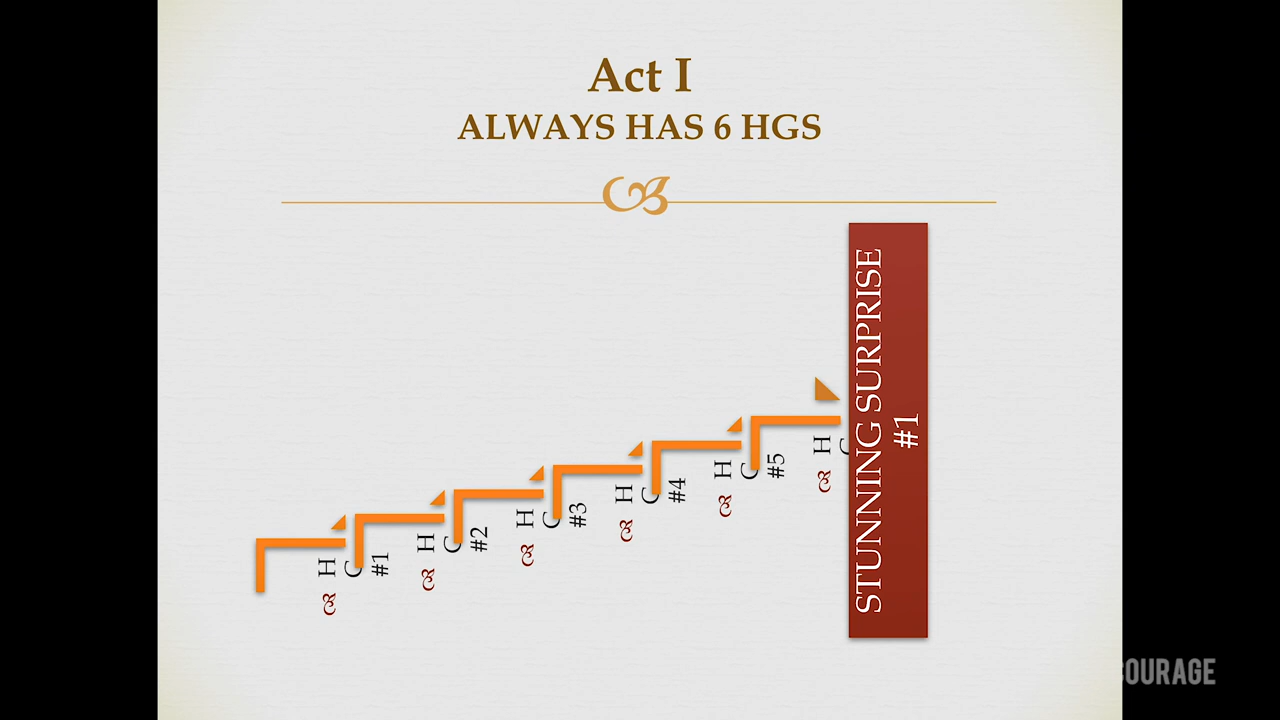 Act I
ALWAYS HAS 6 HGS
H
#1
H
#2
H
#3
H
#4
H
#5
H
STUNNING SURPRISE
#1
OURAGE